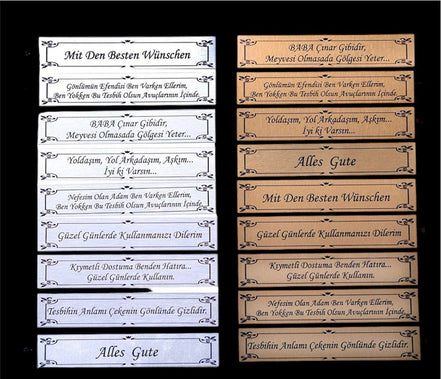 Mit Den Besten Wünschen
Gönlümün Efendisi Ben Varken Ellerim,
Ben Yokken Bu Tesbih Olsun Avuçlarının İçinde.
BABA Çınar Gibidir,
Meyvesi Olmasada Gölgesi Yeter...
Yoldaşım, Yol Arkadaşım, Aşkım...
İyi ki Varsın...
Nefesim Olan Adam Ben Varken Ellerim,
Ben Yokken Bu Tesbih Olsun Avuçlarının İçinde.
Güzel Günlerde Kullanmanızı Dilerim
Kıymetli Dostuma Benden Hatıra...
Güzel Günlerde Kullanın.
Tesbihin Anlamı Çekenin Gönlünde Gizlidir.
Alles Gute
BABA Çınar Gibidir,
Meyvesi Olmasada Gölgesi Yeter...
Gönlümün Efendisi Ben Varken Ellerim,
Ben Yokken Bu Tesbih Olsun Avuçlarının İçinde.
Yoldaşım, Yol Arkadaşım, Aşkım...
İyi ki Varsın...
Alles Gute
Mit Den Besten Wünschen
Güzel Günlerde Kullanmanızı Dilerim
Kıymetli Dostuma Benden Hatıra...
Güzel Günlerde Kullanın.
Nefesim Olan Adam Ben Varken Ellerim,
Ben Yokken Bu Tesbih Olsun Avuçlarının İçinde.
Tesbihin Anlamı Çekenin Gönlünde Gizlidir.